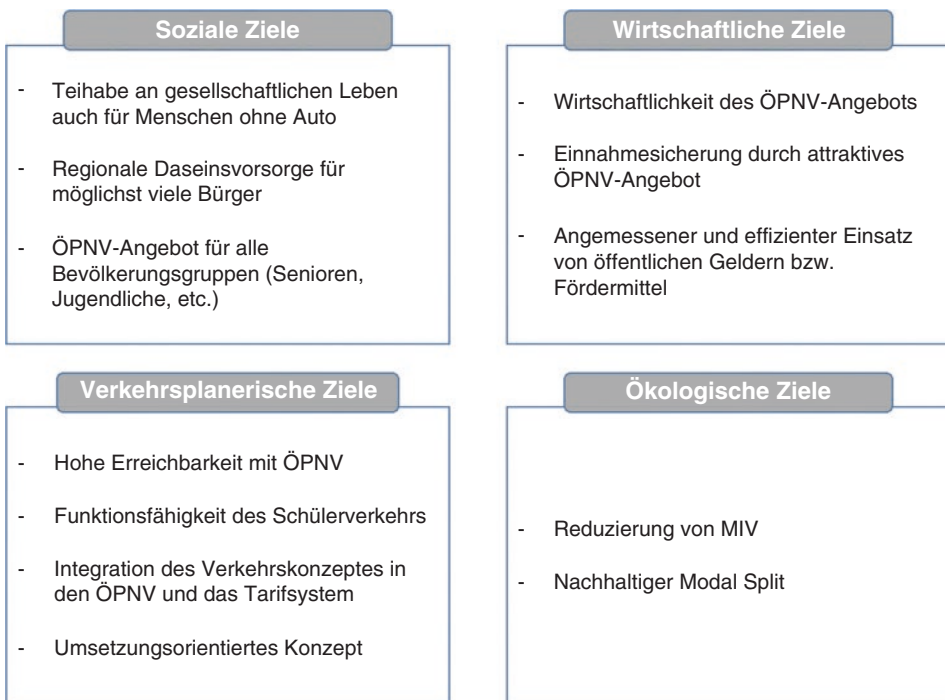 Soziale Ziele
- Teihabe an gesellschaftlichen Leben
auch für Menschen ohne Auto
- Regionale Daseinsvorsorge für
möglichst viele Bürger
- ÖPNV-Angebot für alle
Bevölkerungsgruppen (Senioren,
Jugendliche, etc.)
Wirtschaftliche Ziele
- Wirtschaftlichkeit des ÖPNV-Angebots
- Einnahmesicherung durch attraktives
ÖPNV-Angebot
- Angemessener und effizienter Einsatz
von öffentlichen Geldern bzw.
Fördermittel
Verkehrsplanerische Ziele
- Hohe Erreichbarkeit mit ÖPNV
- Funktionsfähigkeit des Schülerverkehrs
- Integration des Verkehrskonzeptes in
den ÖPNV und das Tarifsystem
- Umsetzungsorientiertes Konzept
Ökologische Ziele
- Reduzierung von MIV
- Nachhaltiger Modal Split